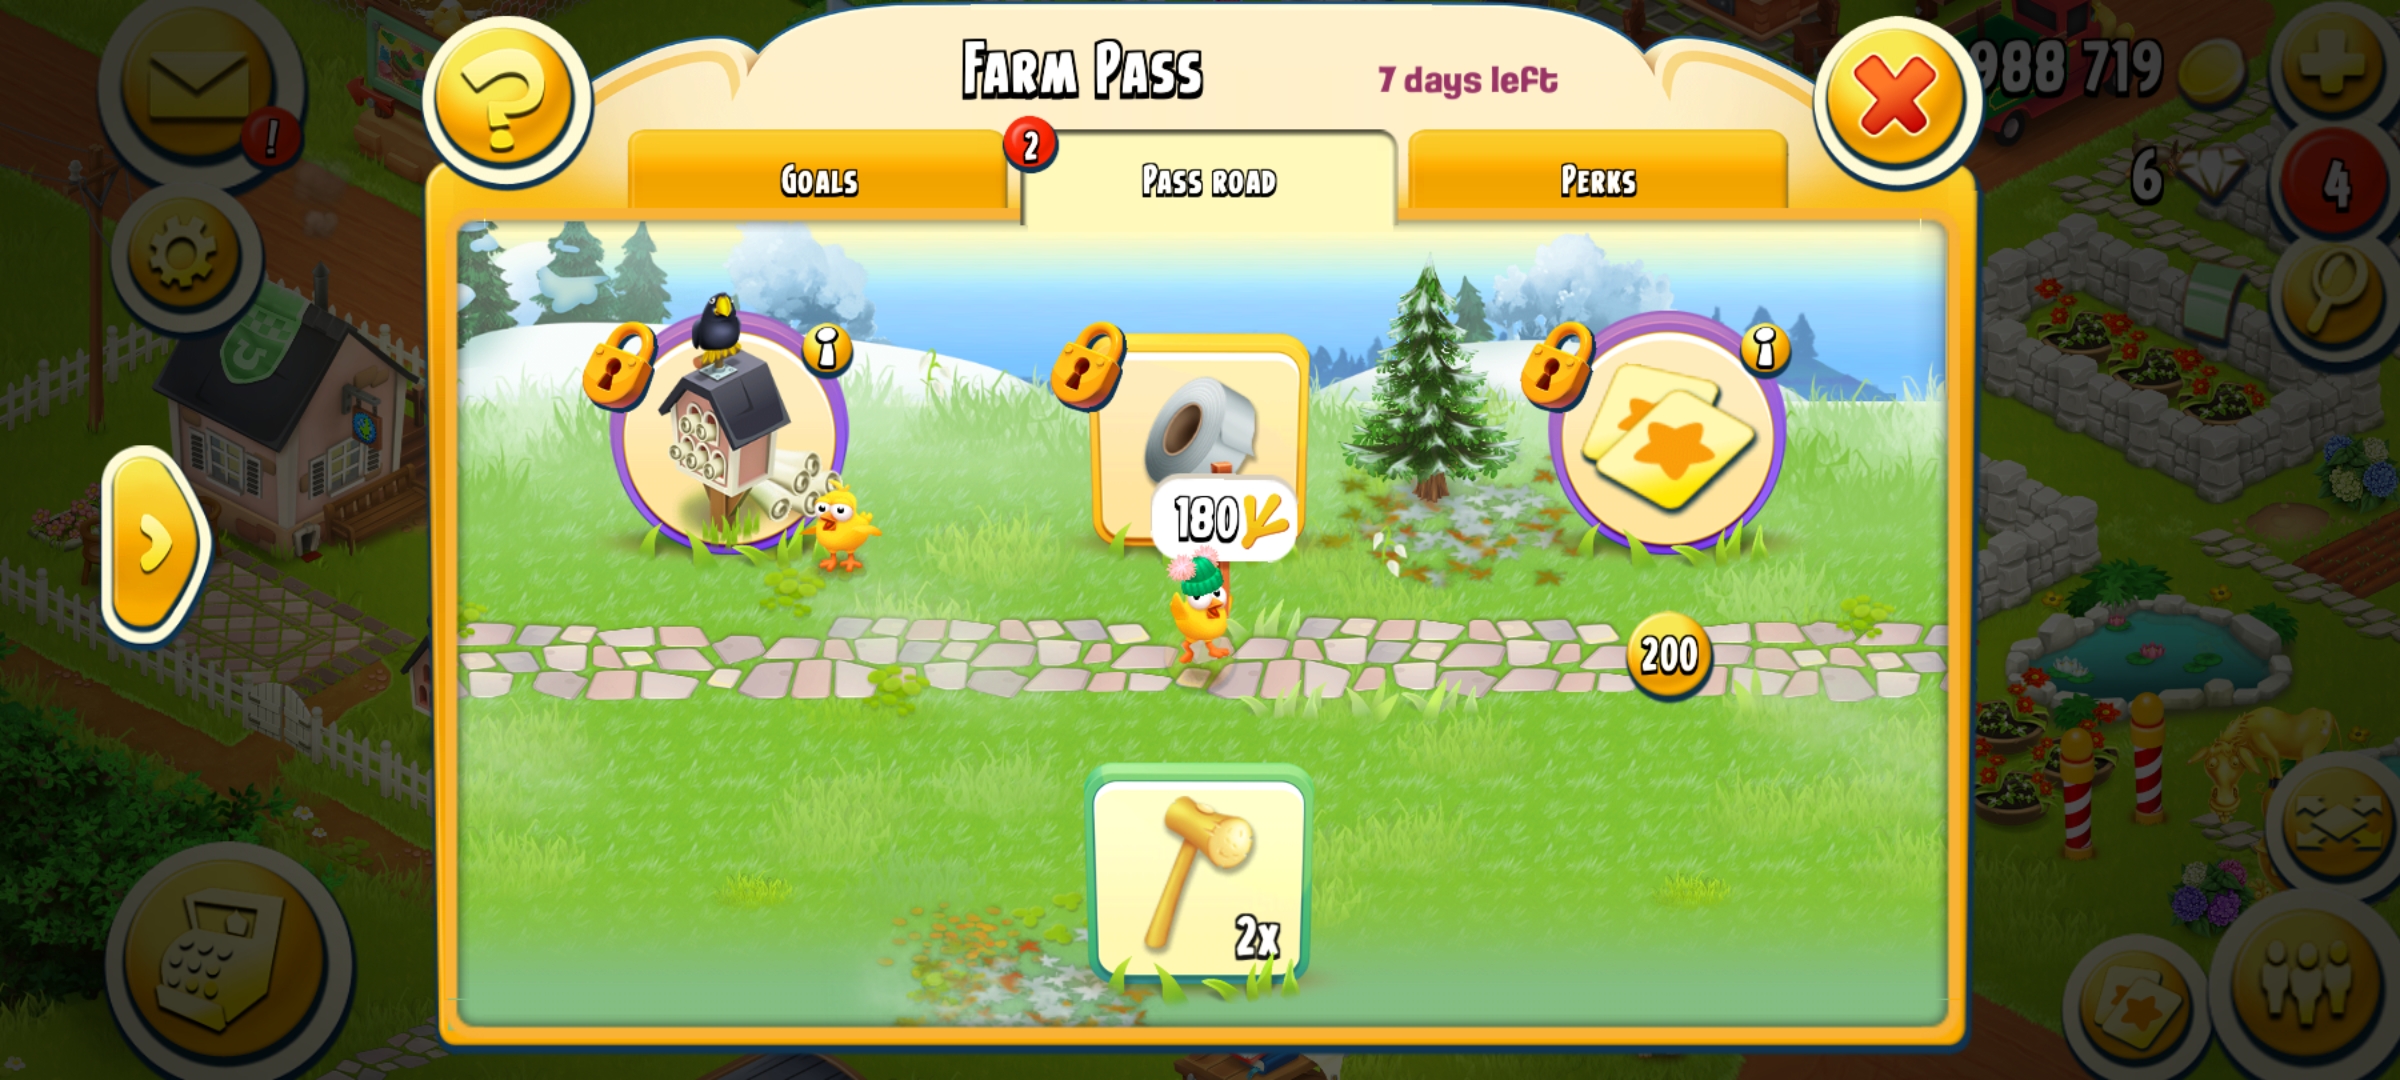 FARM PASS
7 days left
988 719
!
2
GOALS
PASS ROAD
PERKS
6
4
180
200
2x